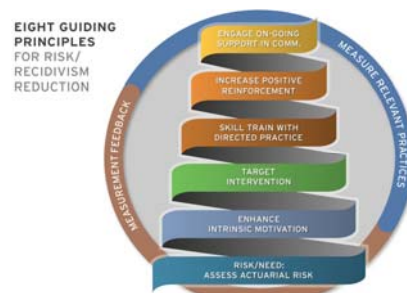 EIGHT GUIDING
PRINCIPLES
FOR RISK/
RECIDIVISM
REDUCTION
ENGAGE ON-GOING
SUPPORT IN COMM.
INCREASE POSITIVE
REINFORCEMENT
SKILL TRAIN WITH
DIRECTED PRACTICE
TARGET
INTERVENTION
ENHANCE
INTRINSIC MOTIVATION
RISK/NEED:
ASSESS ACTUARIAL RISK
MEASURE RELEVANT PRACTICES
MEASUREMENT FEEDBACK